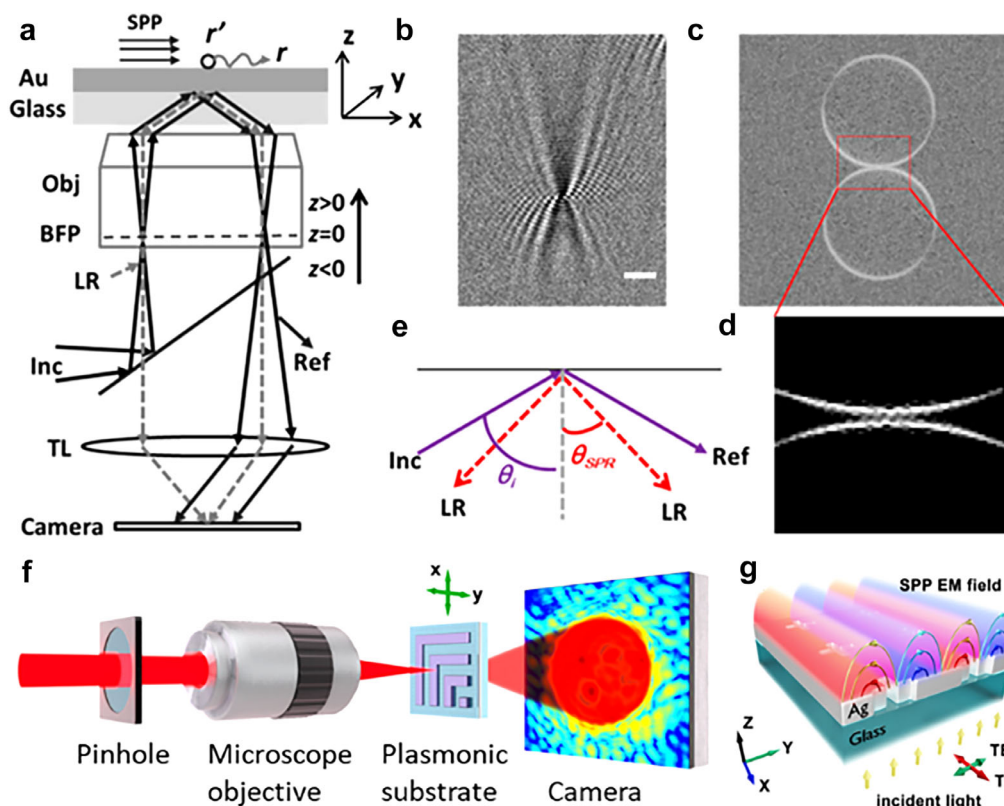 a
SPP
r'
r
z
y
x
Au
Glass
Obj
BFP
z>0
z=0
z<0
LR
Inc
Ref
TL
Camera
b
c
d
e
Inc
LR
θi
θSPR
LR
Ref
f
x
y
Pinhole
Microscope
objective
Plasmonic
substrate
Camera
g
SPP EM field
Ag
Glass
Z
Y
X
incident light